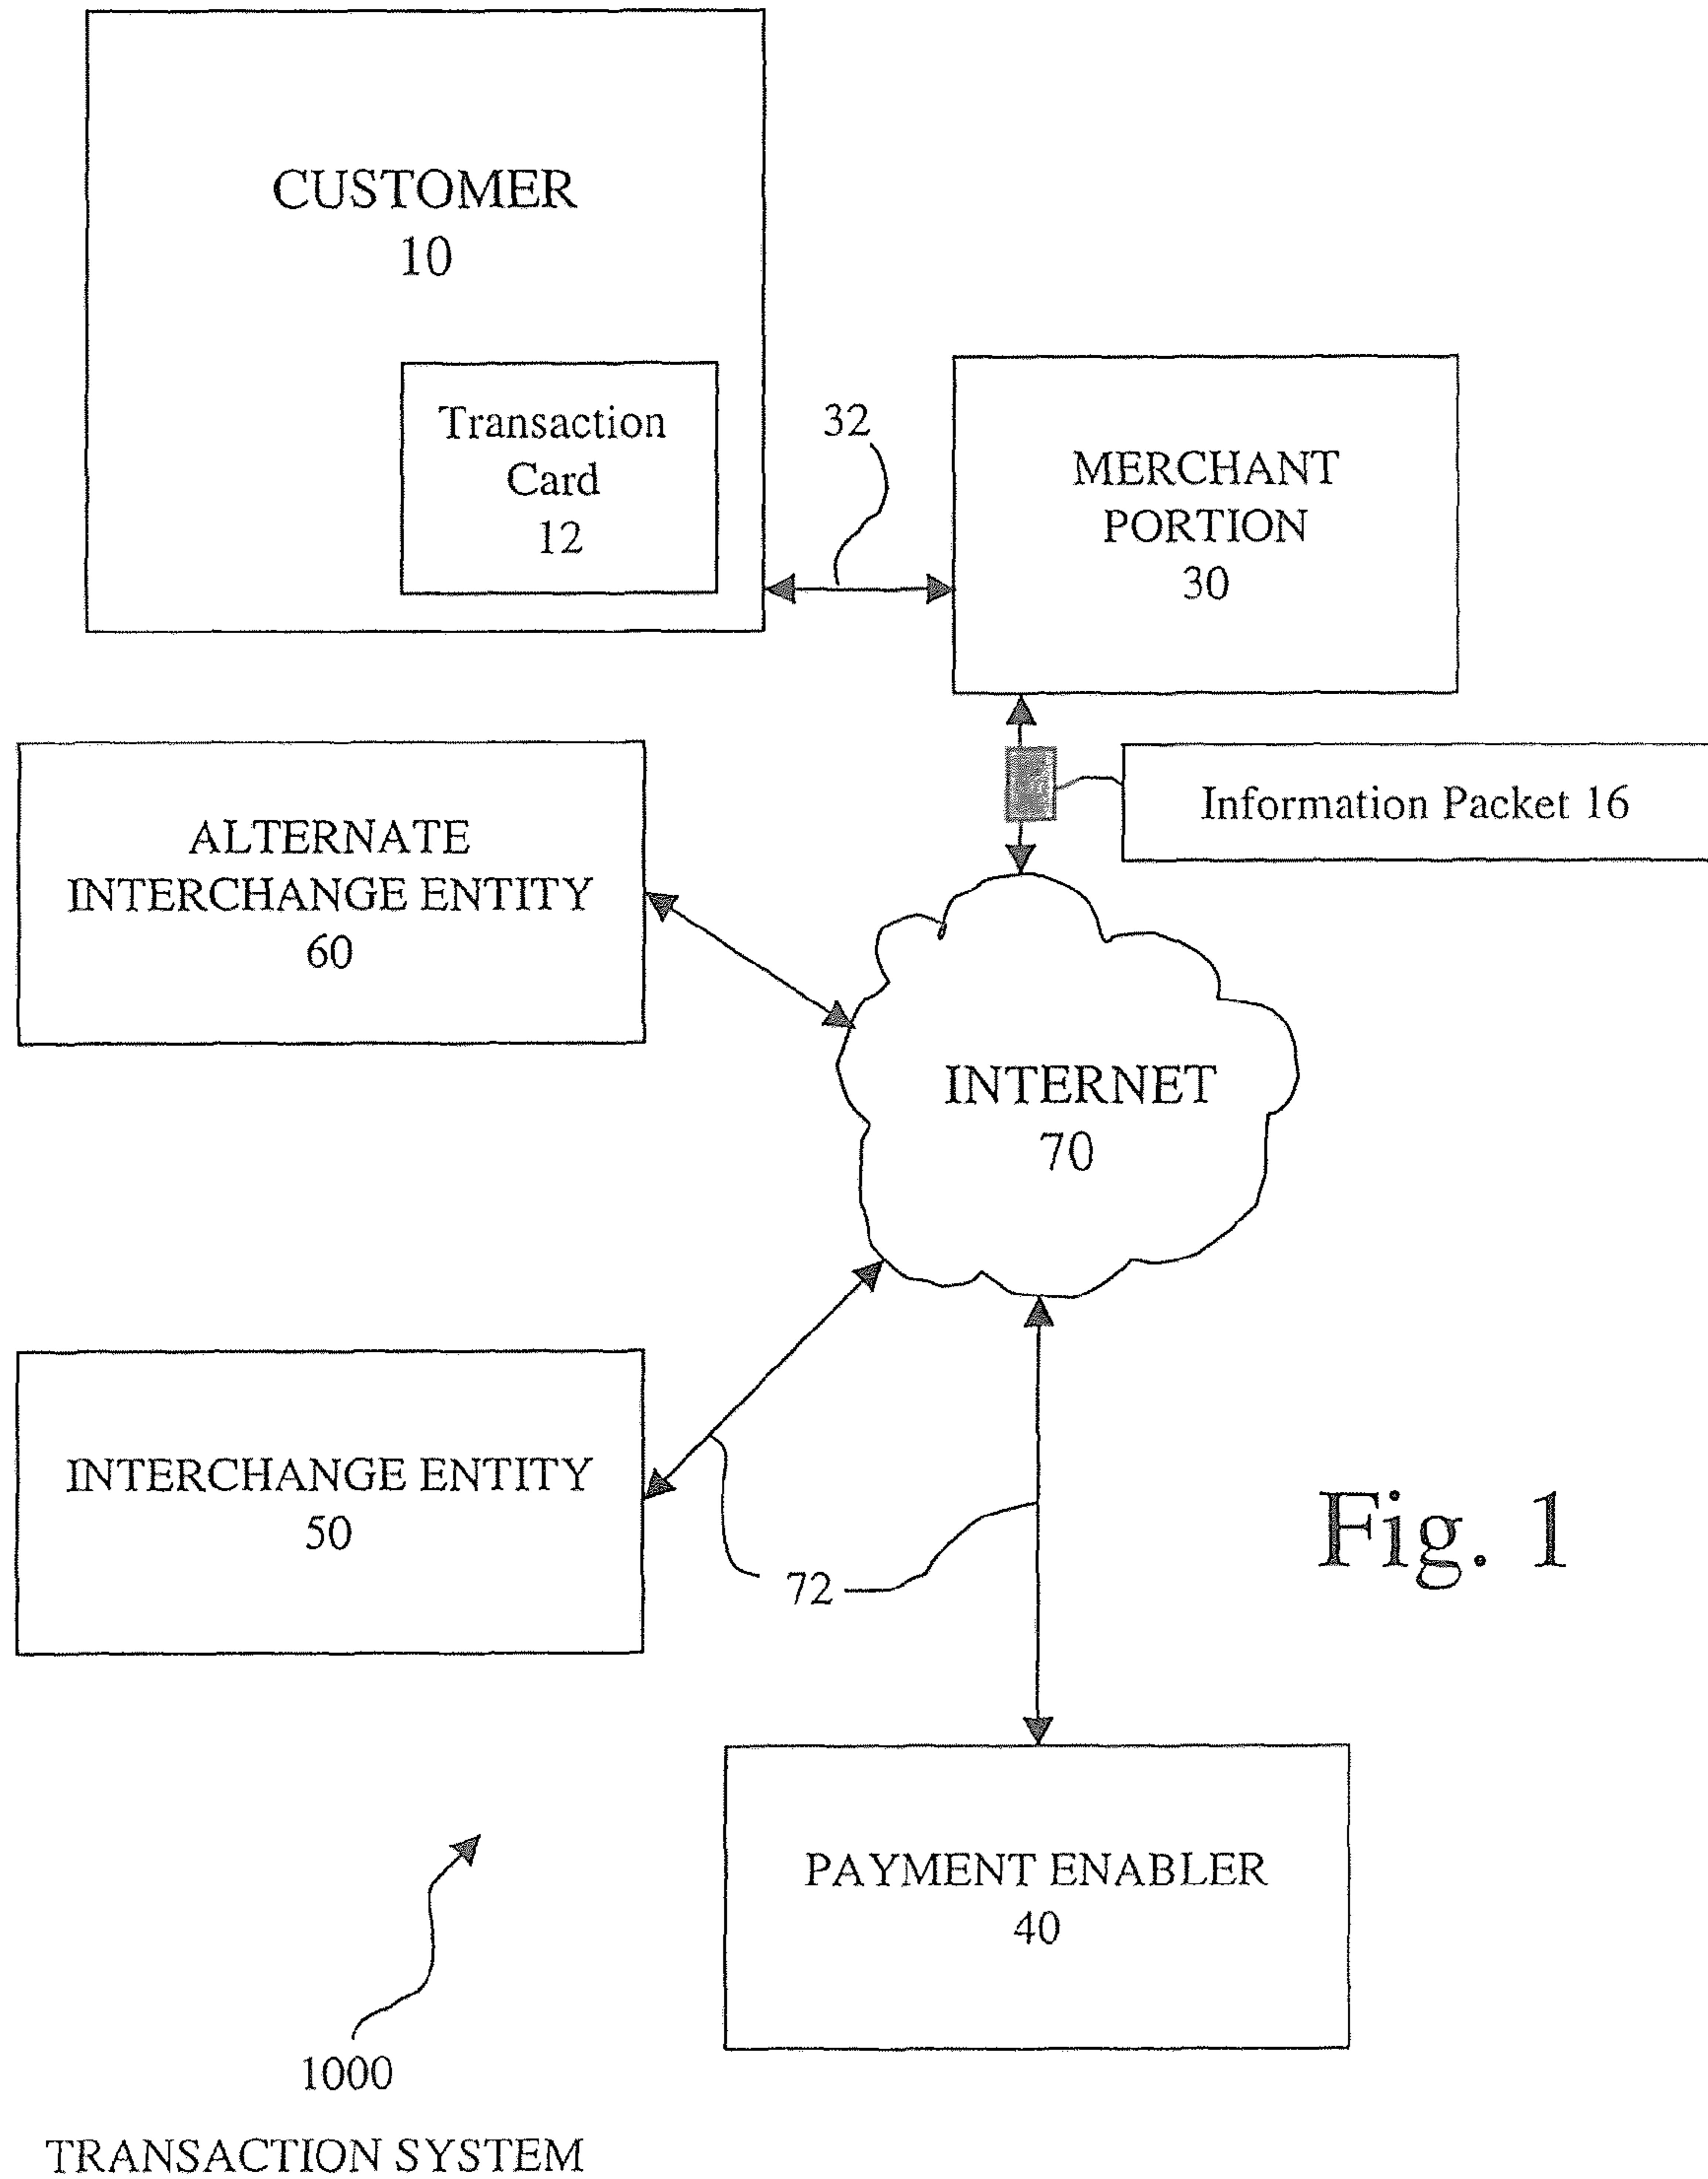 CUSTOMER
10
Transaction
Card
12
32
MERCHANT
PORTION
30
Information Packet 16
ALTERNATE
INTERCHANGE ENTITY
60
INTERNET
70
INTERCHANGE ENTITY
50
72
Fig. 1
PAYMENT ENABLER
40
1000
TRANSACTION SYSTEM